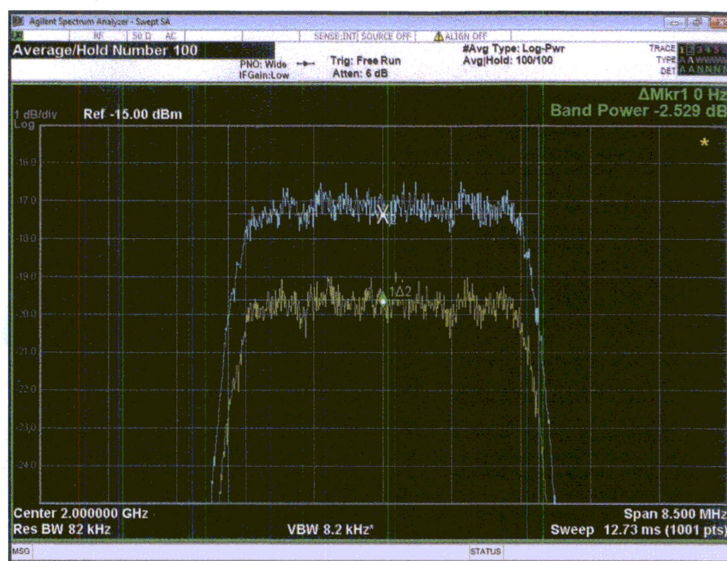 Agilent Spectrum Analyzer - Swept SA
RF 50 Ω AC SENSE:INT SOURCE OFF ALIGN OFF
Average/Hold Number 100
PNO: Wide
IFGain:Low
Trig: Free Run
Atten: 6 dB
#Avg Type: Log-Pwr
Avg|Hold: 100/100
TRACE 1 2 3 4 5
TYPE
DET
ΔMkr1 0 Hz
Band Power -2.529 dB
1 dB/div
Log
Ref -15.00 dBm
-16.0
-17.0
-18.0
-19.0
1Δ2
-21.0
-22.0
-23.0
-24.0
Center 2.000000 GHz
Res BW 82 kHz
VBW 8.2 kHz*
Span 8.500 MHz
Sweep 12.73 ms (1001 pts)
MSG
STATUS